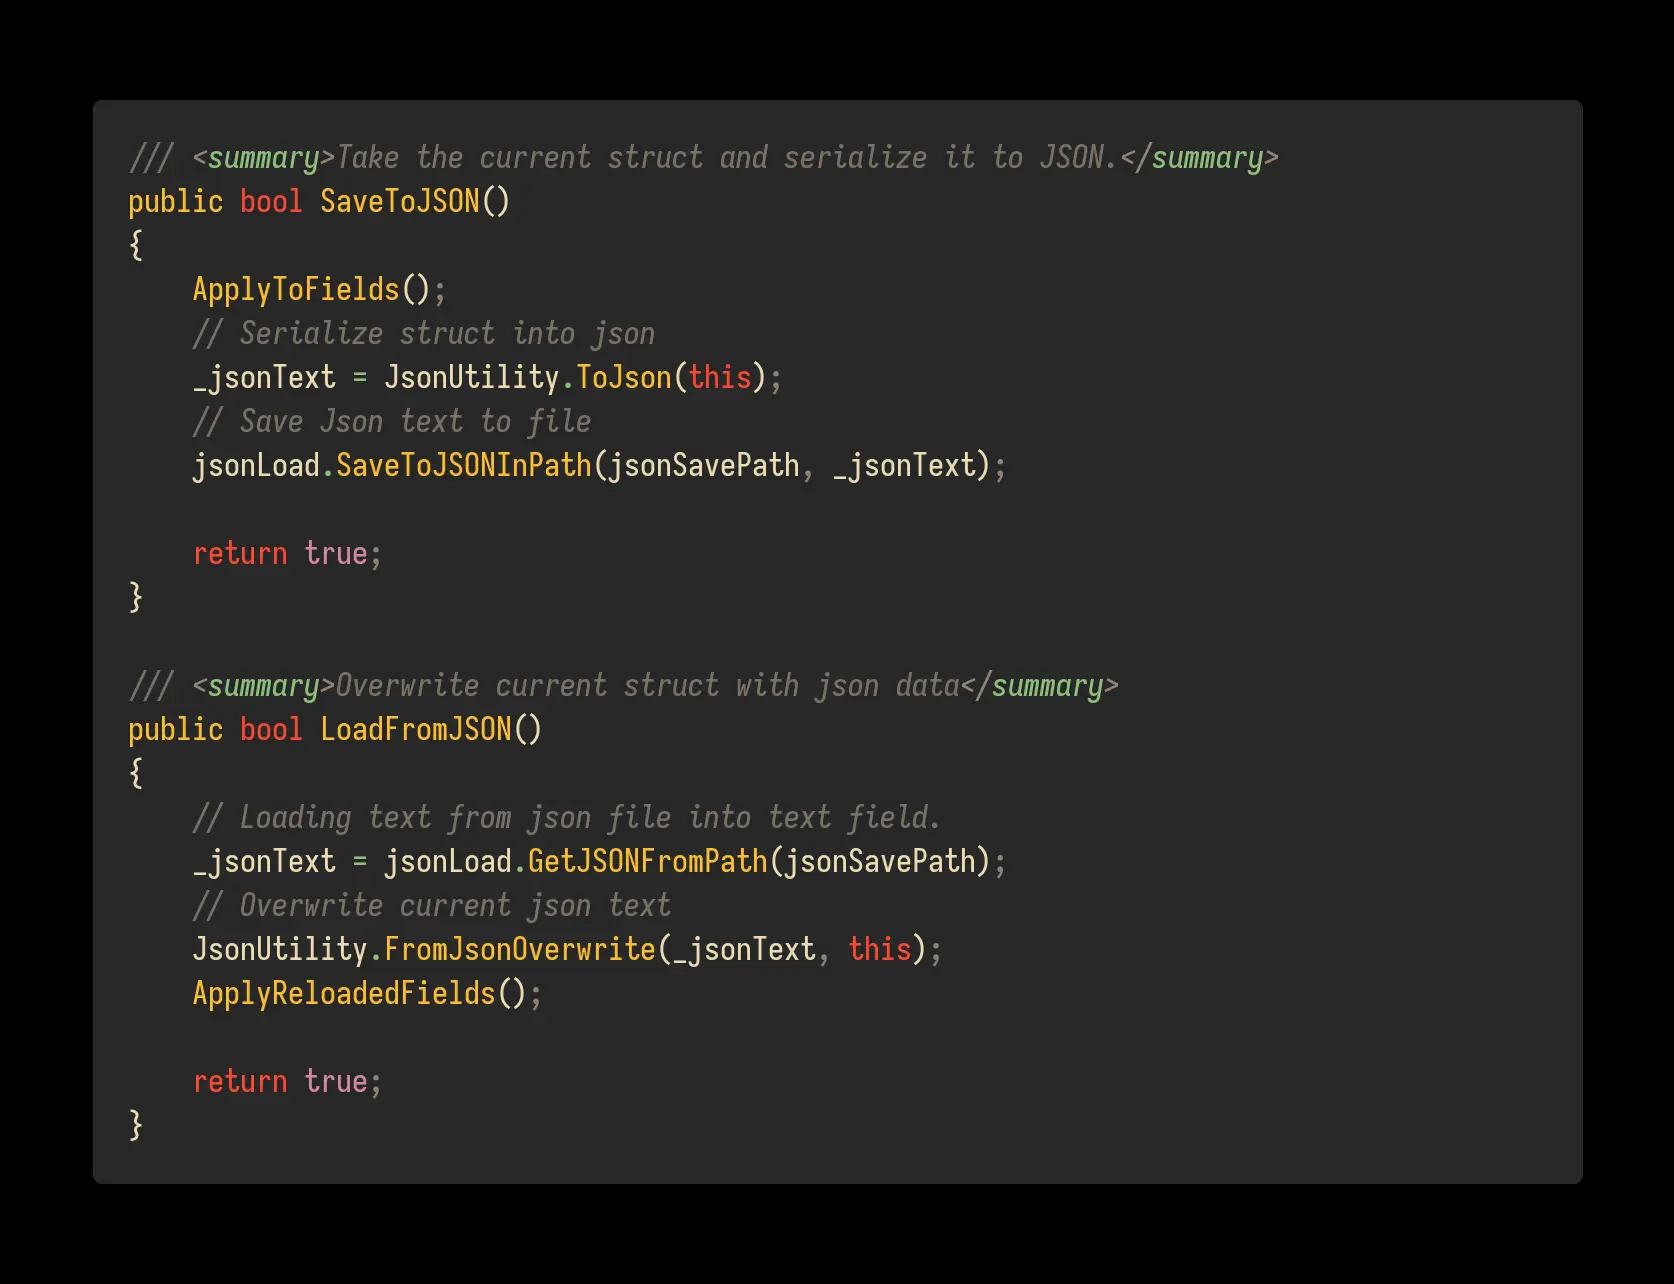 /// <summary>Take the current struct and serialize it to JSON.</summary>
public bool SaveToJSON()
{
    ApplyToFields();
    // Serialize struct into json
    _jsonText = JsonUtility.ToJson(this);
    // Save Json text to file
    jsonLoad.SaveToJSONInPath(jsonSavePath, _jsonText);

    return true;
}

/// <summary>Overwrite current struct with json data</summary>
public bool LoadFromJSON()
{
    // Loading text from json file into text field.
    _jsonText = jsonLoad.GetJSONFromPath(jsonSavePath);
    // Overwrite current json text
    JsonUtility.FromJsonOverwrite(_jsonText, this);
    ApplyReloadedFields();

    return true;
}